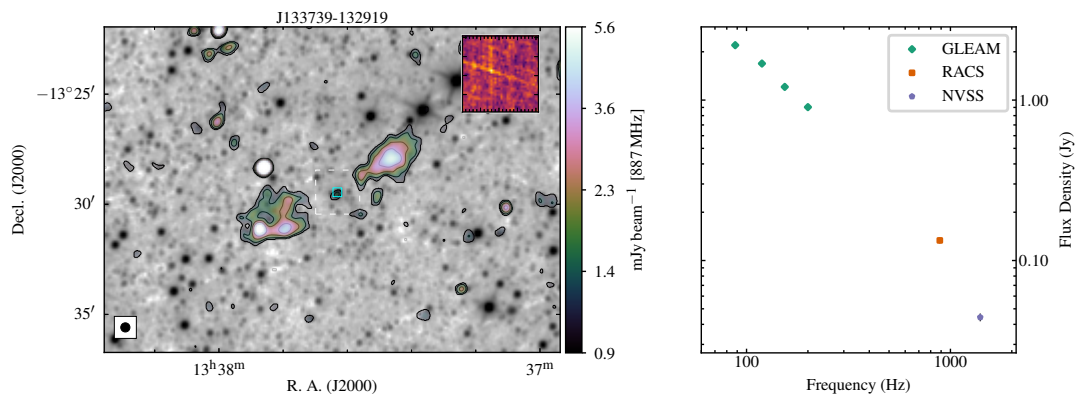 J133739-132919
Decl. (J2000)
−13°25′
30′
35′
13ʰ38ᵐ
37ᵐ
R. A. (J2000)
5.6
3.6
2.3
1.4
0.9
mJy beam⁻¹ [887 MHz]
GLEAM
RACS
NVSS
1.00
0.10
Flux Density (Jy)
100
1000
Frequency (Hz)